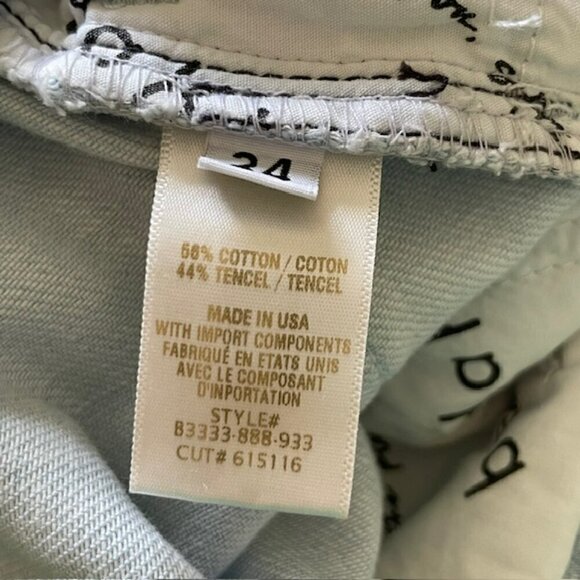 24
56% COTTON / COTON
44% TENCEL / TENCEL
MADE IN USA
WITH IMPORT COMPONENTS
FABRIQUÉ EN ETATS UNIS
AVEC LE COMPOSANT
D'INPORTATION
STYLE#
B3333-888-933
CUT# 615116